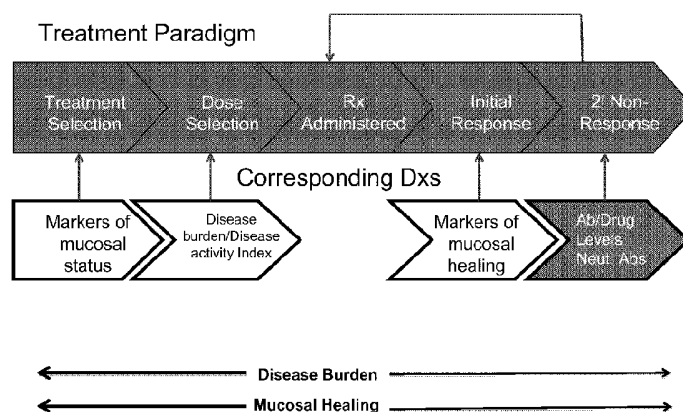 Treatment Paradigm
Treatment
Selection
Dose
Selection
Rx
Administered
Initial
Response
2' Non-
Response
Corresponding Dxs
Markers of
mucosal
status
Disease
burden/Disease
activity Index
Markers of
mucosal
healing
Ab/Drug
Levels
Neut Abs
Disease Burden
Mucosal Healing